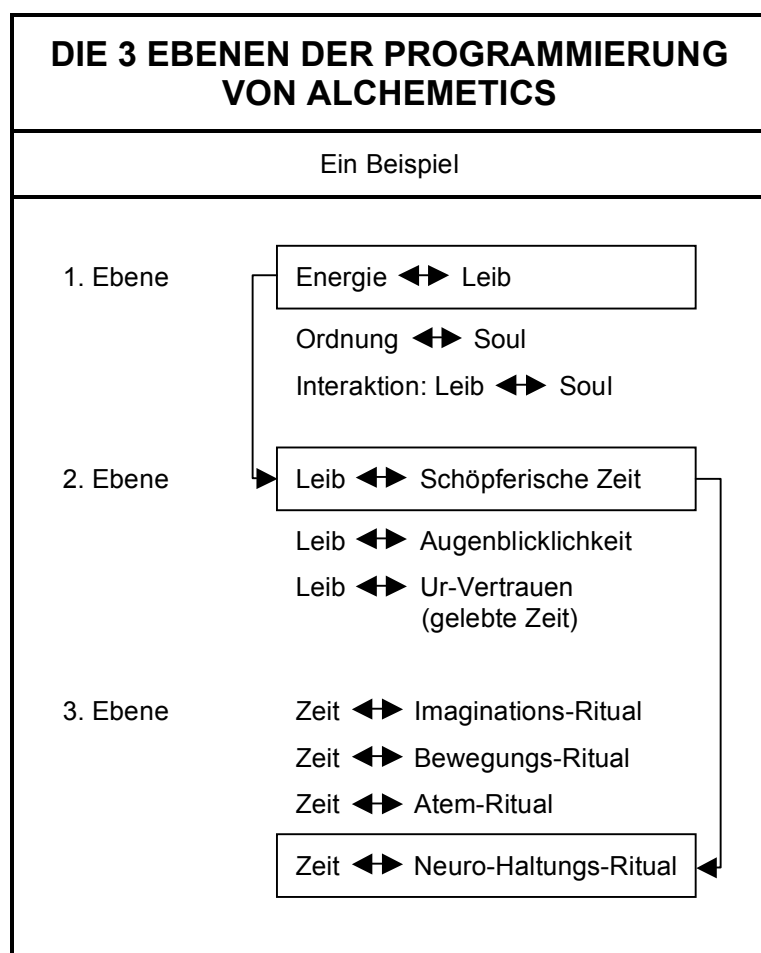 DIE 3 EBENEN DER PROGRAMMIERUNG
VON ALCHEMETICS
Ein Beispiel
1. Ebene Energie ◀▶ Leib
Ordnung ◀▶ Soul
Interaktion: Leib ◀▶ Soul
2. Ebene Leib ◀▶ Schöpferische Zeit
Leib ◀▶ Augenblicklichkeit
Leib ◀▶ Ur-Vertrauen
(gelebte Zeit)
3. Ebene Zeit ◀▶ Imaginations-Ritual
Zeit ◀▶ Bewegungs-Ritual
Zeit ◀▶ Atem-Ritual
Zeit ◀▶ Neuro-Haltungs-Ritual